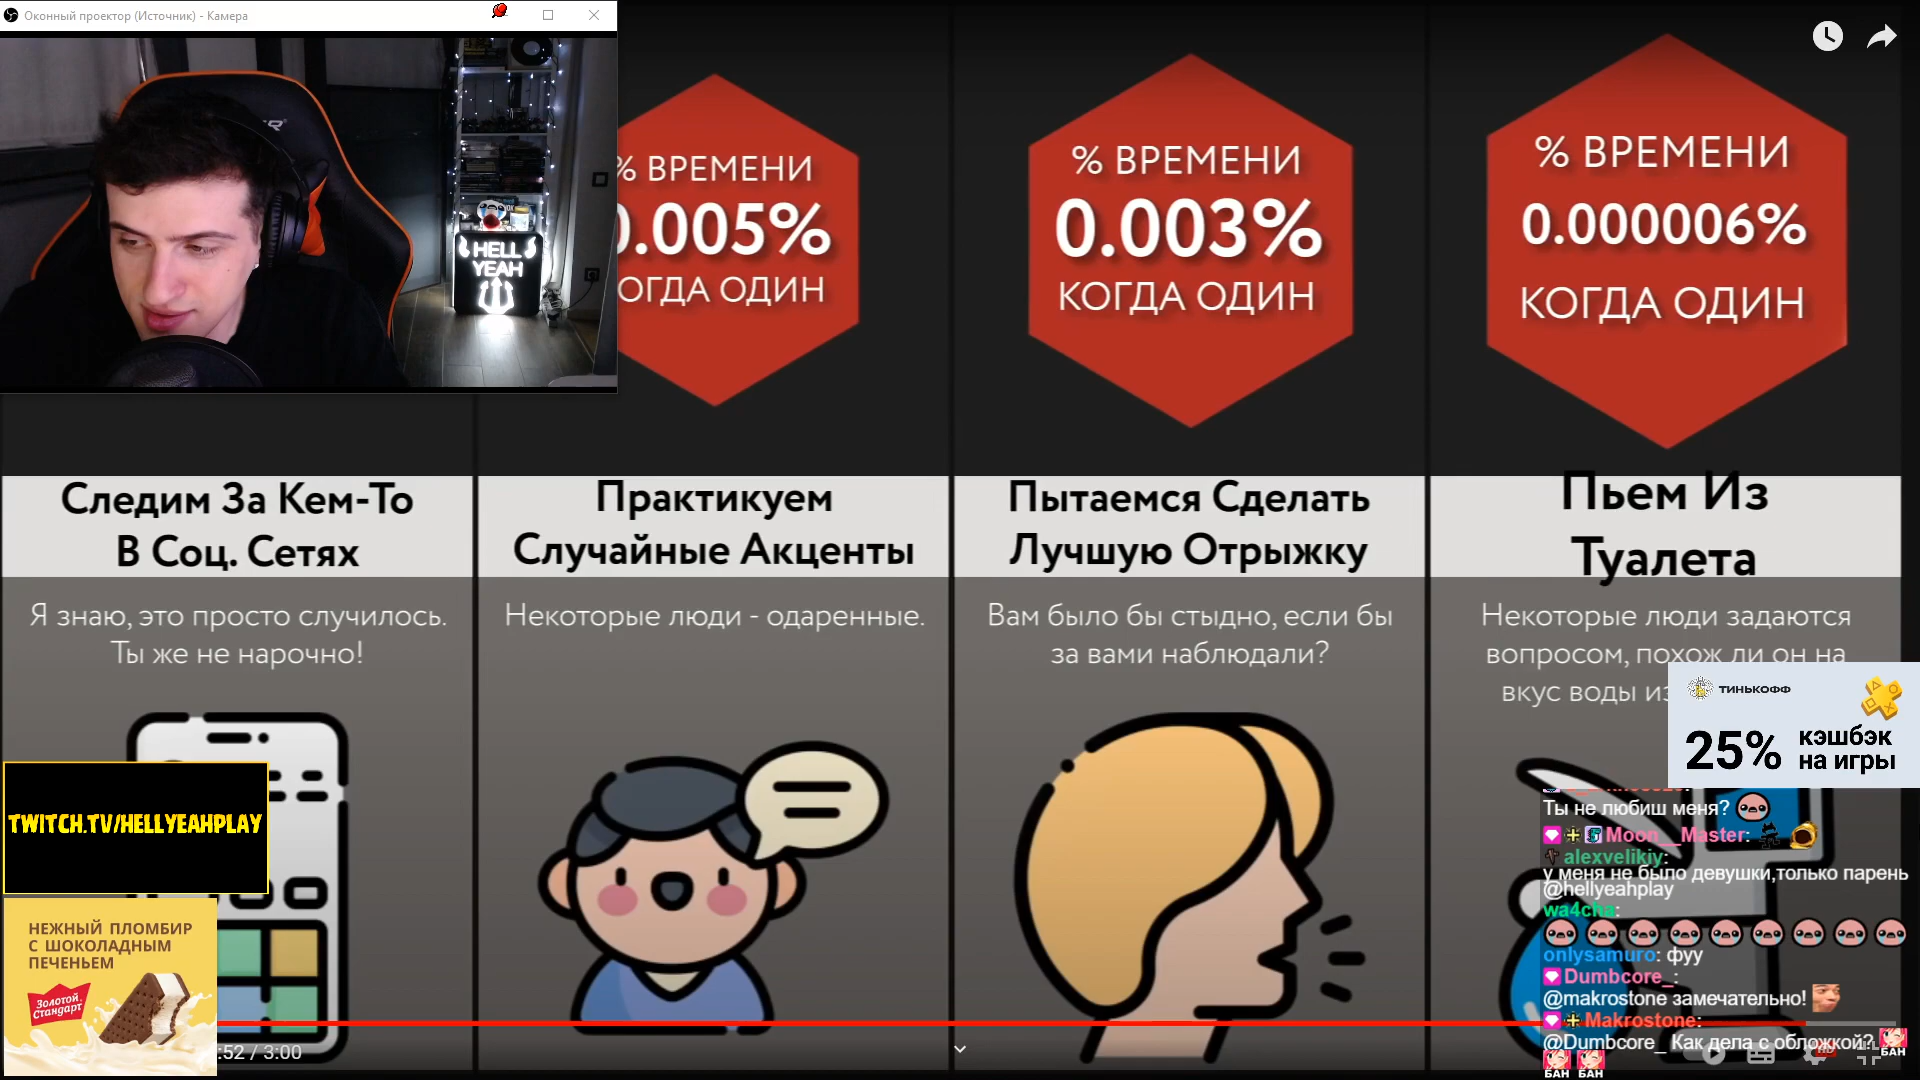 Оконный проектор (Источник) - Камера
HELL
YEAH
% ВРЕМЕНИ
0.005%
КОГДА ОДИН
% ВРЕМЕНИ
0.003%
КОГДА ОДИН
% ВРЕМЕНИ
0.000006%
КОГДА ОДИН
Следим За Кем-То
В Соц. Сетях
Я знаю, это просто случилось.
Ты же не нарочно!
Практикуем
Случайные Акценты
Некоторые люди - одаренные.
Пытаемся Сделать
Лучшую Отрыжку
Вам было бы стыдно, если бы
за вами наблюдали?
Пьем Из
Туалета
Некоторые люди задаются
вопросом, похож ли он на
вкус воды из
ТИНЬКОФФ
25%
кэшбэк
на игры
TWITCH.TV/HELLYEAHPLAY
НЕЖНЫЙ ПЛОМБИР
С ШОКОЛАДНЫМ
ПЕЧЕНЬЕМ
Золотой
Стандарт
:52 / 3:00
Ты не любиш меня?
Moon__Master:
alexvelikiy:
у меня не было девушки,только парень
@hellyeahplay
wa4cha:
onlysamuro: фуу
Dumbcore_:
@makrostone замечательно!
Makrostone:
@Dumbcore_ Как дела с обложкой?
БАН
БАН БАН
HD